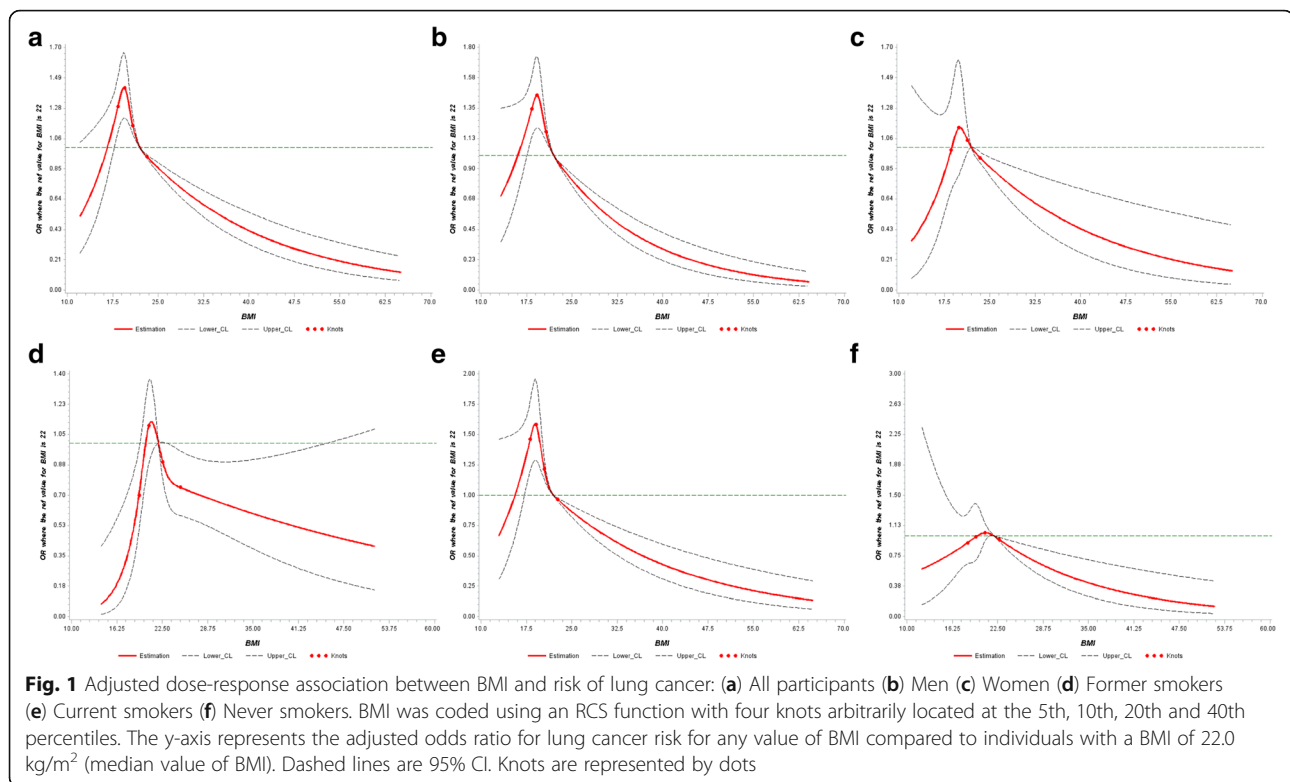 a
b
c
1.70
1.49
1.28
1.06
0.85
0.64
0.43
0.21
0.00
OR where the ref value for BMI is 22
10.0 17.5 25.0 32.5 40.0 47.5 55.0 62.5 70.0
BMI
Estimation Lower_CL Upper_CL Knots
1.80
1.58
1.35
1.13
0.90
0.68
0.45
0.23
0.00
OR where the ref value for BMI is 22
10.0 17.5 25.0 32.5 40.0 47.5 55.0 62.5 70.0
BMI
Estimation Lower_CL Upper_CL Knots
1.70
1.49
1.28
1.06
0.85
0.64
0.43
0.21
0.00
OR where the ref value for BMI is 22
10.0 17.5 25.0 32.5 40.0 47.5 55.0 62.5 70.0
BMI
Estimation Lower_CL Upper_CL Knots
d
e
f
1.40
1.23
1.05
0.88
0.70
0.53
0.35
0.18
0.00
OR where the ref value for BMI is 22
10.00 16.25 22.50 28.75 35.00 41.25 47.50 53.75 60.00
BMI
Estimation Lower_CL Upper_CL Knots
2.00
1.75
1.50
1.25
1.00
0.75
0.50
0.25
0.00
OR where the ref value for BMI is 22
10.0 17.5 25.0 32.5 40.0 47.5 55.0 62.5 70.0
BMI
Estimation Lower_CL Upper_CL Knots
3.00
2.63
2.25
1.88
1.50
1.13
0.75
0.38
0.00
OR where the ref value for BMI is 22
10.00 16.25 22.50 28.75 35.00 41.25 47.50 53.75 60.00
BMI
Estimation Lower_CL Upper_CL Knots
Fig. 1 Adjusted dose-response association between BMI and risk of lung cancer: (a) All participants (b) Men (c) Women (d) Former smokers
(e) Current smokers (f) Never smokers. BMI was coded using an RCS function with four knots arbitrarily located at the 5th, 10th, 20th and 40th
percentiles. The y-axis represents the adjusted odds ratio for lung cancer risk for any value of BMI compared to individuals with a BMI of 22.0
kg/m² (median value of BMI). Dashed lines are 95% CI. Knots are represented by dots